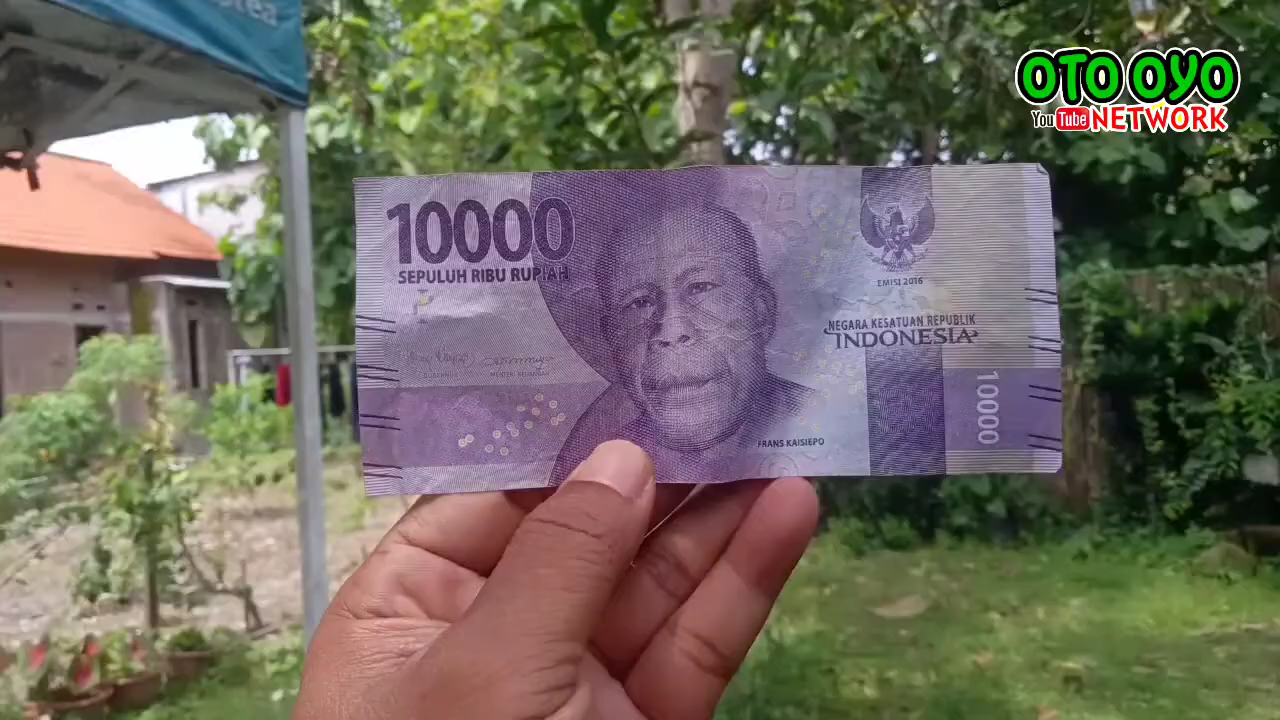 OTO OYO
YouTube NETWORK
10000
SEPULUH RIBU RUPIAH
EMISI 2016
NEGARA KESATUAN REPUBLIK
INDONESIA
10000
FRANS KAISIEPO